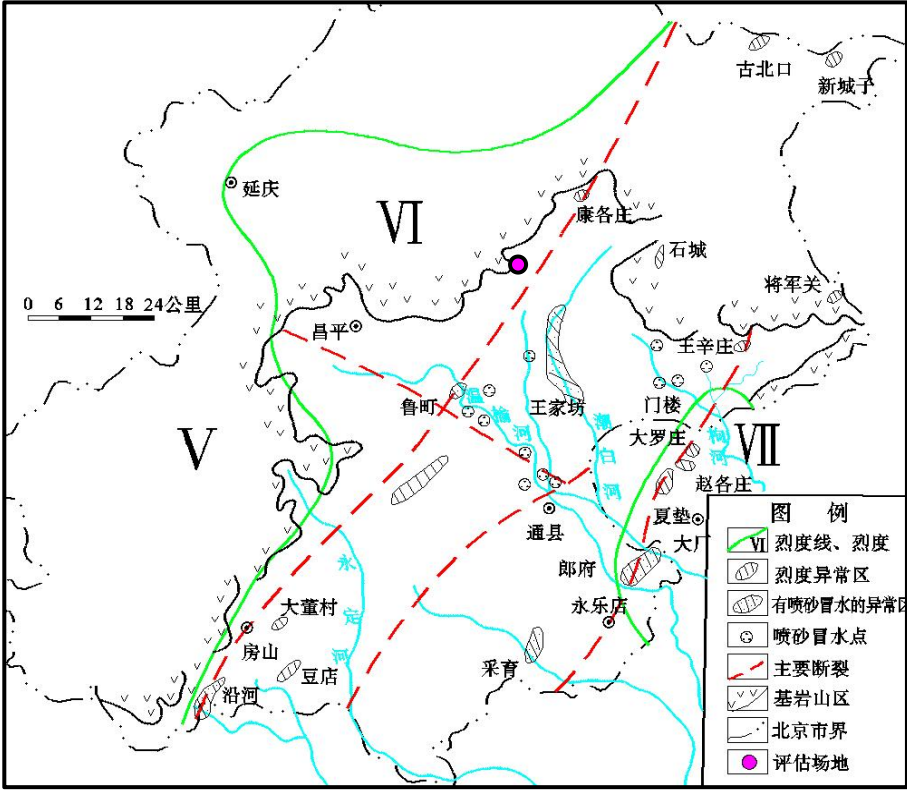 古北口
新城子
延庆
Ⅵ
康各庄
石城
将军关
0 6 12 18 24公里
昌平
王辛庄
鲁町
温榆河
王家坊
潮白河
门楼
大罗庄
泃河
Ⅴ
Ⅶ
赵各庄
夏垫
通县
大厂
郎府
永定河
大董村
永乐店
房山
采育
豆店
沿河
图 例
Ⅵ 烈度线、烈度
烈度异常区
有喷砂冒水的异常区
喷砂冒水点
主要断裂
基岩山区
北京市界
评估场地